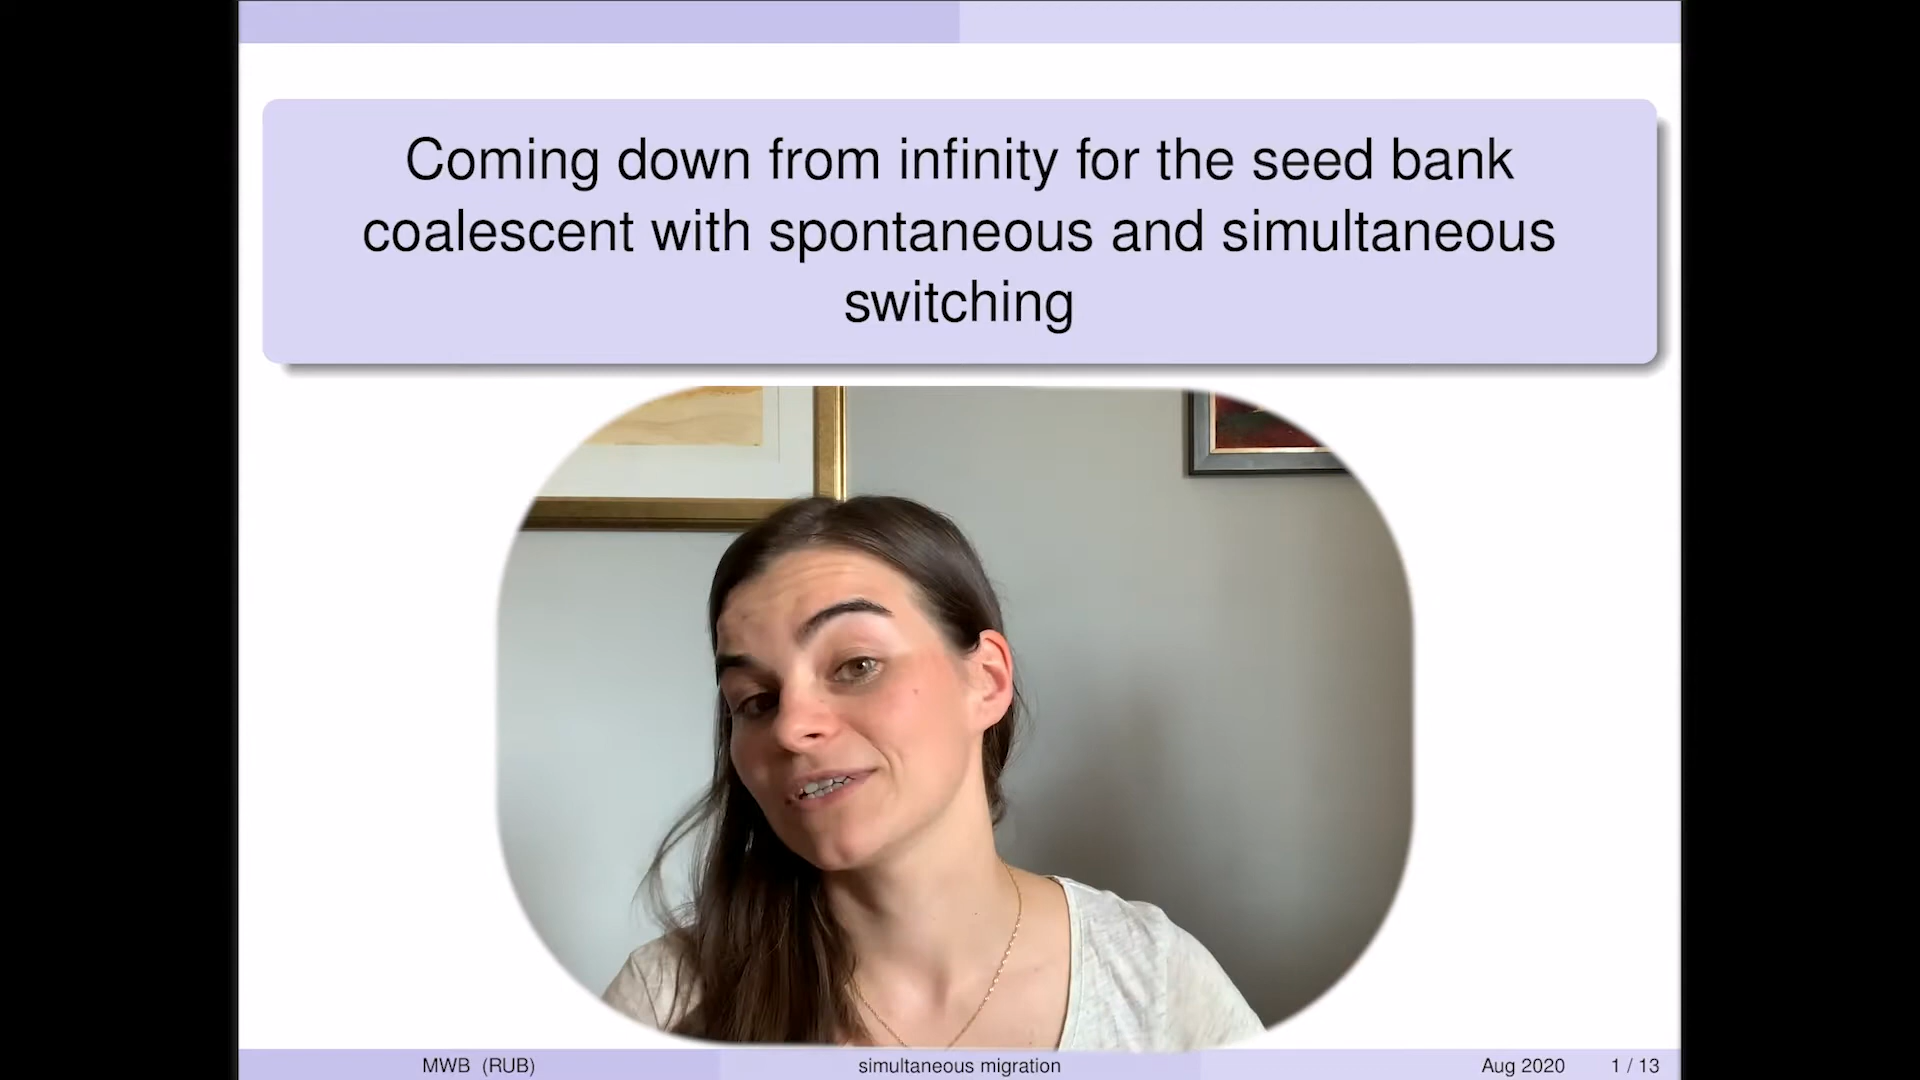 Coming down from infinity for the seed bank
coalescent with spontaneous and simultaneous
switching
MWB (RUB) simultaneous migration Aug 2020 1 / 13